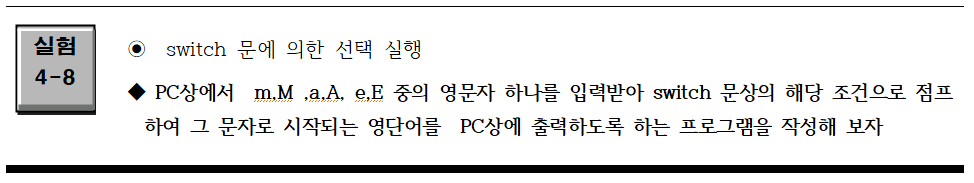 실험
4-8
◉ switch 문에 의한 선택 실행
◆ PC상에서 m,M ,a,A, e,E 중의 영문자 하나를 입력받아 switch 문상의 해당 조건으로 점프
하여 그 문자로 시작되는 영단어를 PC상에 출력하도록 하는 프로그램을 작성해 보자